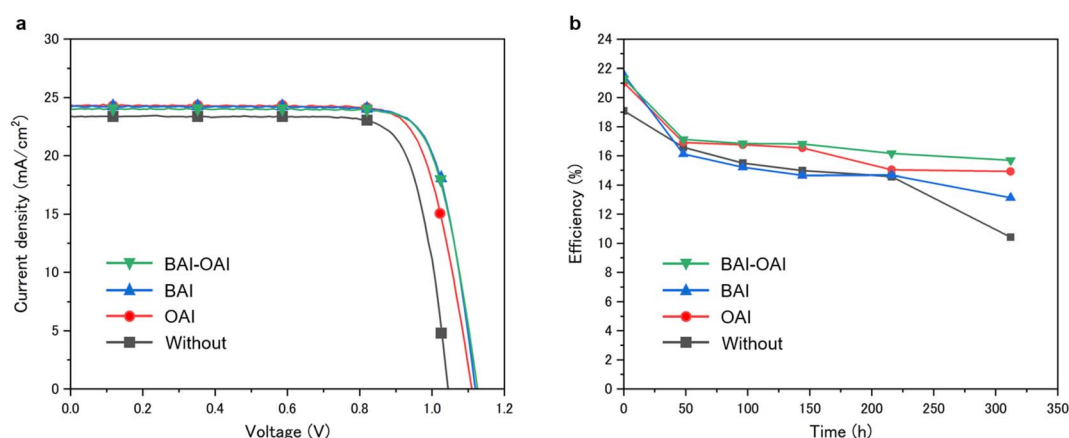 a
30
25
20
15
10
5
0
Current density (mA/cm²)
BAI-OAI
BAI
OAI
Without
0.0 0.2 0.4 0.6 0.8 1.0 1.2
Voltage (V)
b
24
22
20
18
16
14
12
10
8
6
4
2
0
Efficiency (%)
BAI-OAI
BAI
OAI
Without
0 50 100 150 200 250 300 350
Time (h)